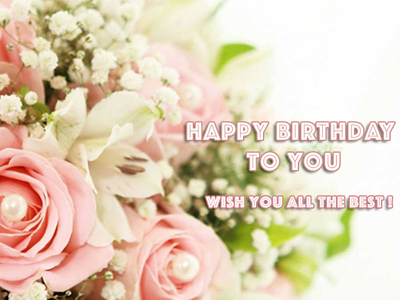 HAPPY BIRTHDAY
TO YOU
WISH YOU ALL THE BEST !